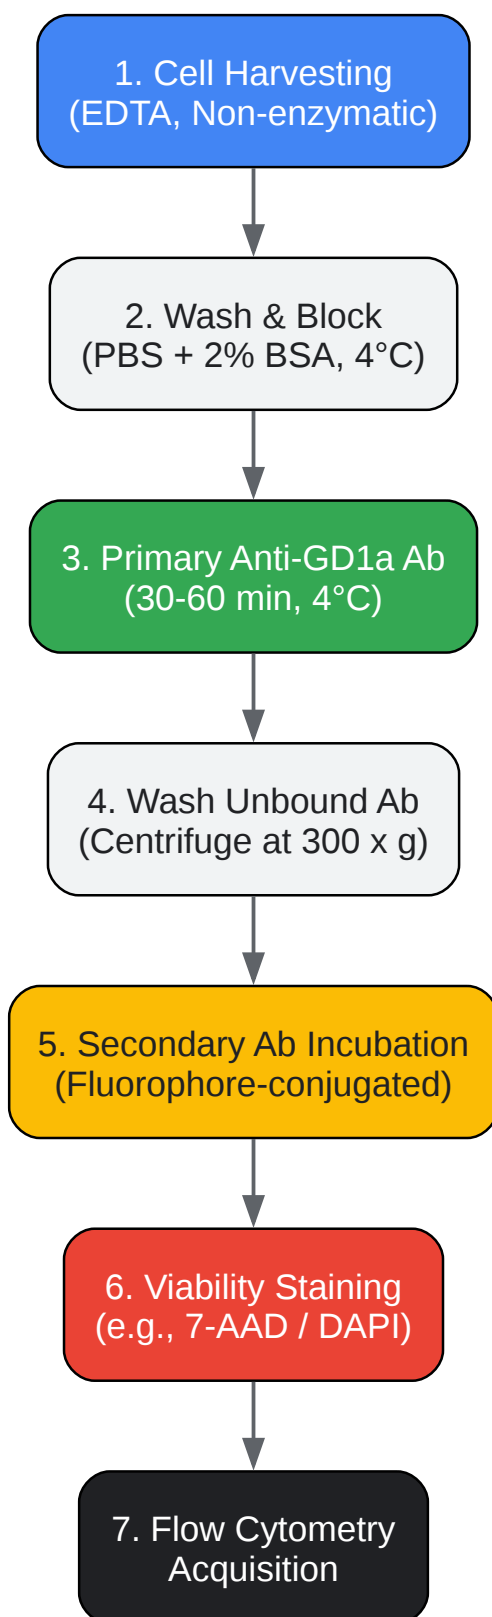 1. Cell Harvesting
(EDTA, Non-enzymatic)
2. Wash & Block
(PBS + 2% BSA, 4°C)
3. Primary Anti-GD1a Ab
(30-60 min, 4°C)
4. Wash Unbound Ab
(Centrifuge at 300 x g)
5. Secondary Ab Incubation
(Fluorophore-conjugated)
6. Viability Staining
(e.g., 7-AAD / DAPI)
7. Flow Cytometry
Acquisition